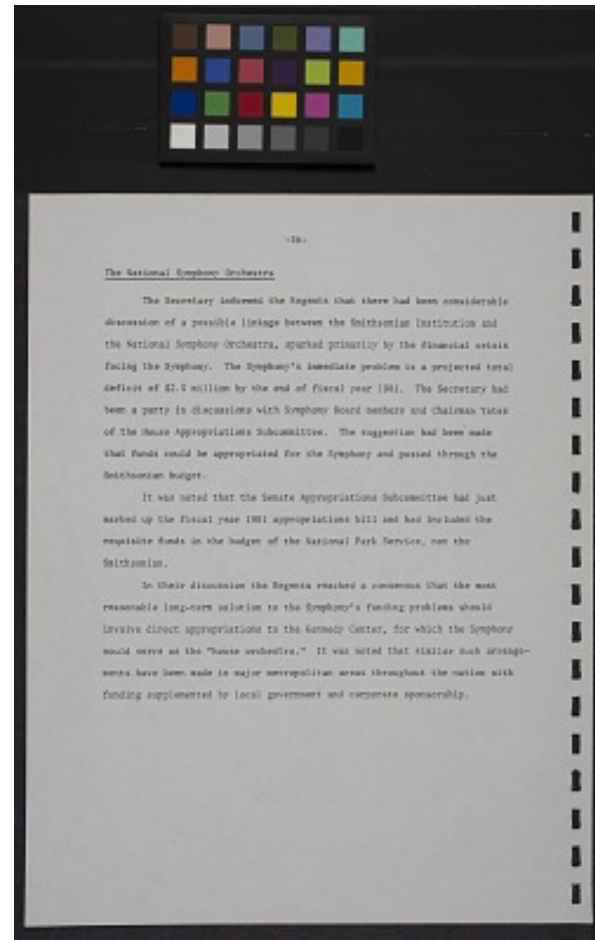 The National Symphony Orchestra
The Secretary informed the Regents that there had been considerable
discussion of a possible linkage between the Smithsonian Institution and
the National Symphony Orchestra, sparked primarily by the financial crisis
facing the Symphony. The Symphony's immediate problem is a projected total
deficit of million by the end of fiscal year 1981. The Secretary had
been a party in discussions with Symphony Board members and Chairman Yates
of the House Appropriations Subcommittee. The suggestion had been made
that funds could be appropriated for the Symphony and passed through the
Smithsonian budget.
It was noted that the Senate Appropriations Subcommittee had just
marked up the fiscal year 1981 appropriations bill and had included the
requisite funds in the budget of the National Park Service, not the
Smithsonian.
In their discussion the Regents reached a consensus that the most
reasonable long-term solution to the Symphony's funding problems should
involve direct appropriations to the Kennedy Center, for which the Symphony
would serve as the "house orchestra." It was noted that similar such arrange-
ments have been made in major metropolitan areas throughout the nation with
funding supplemented by local government and corporate sponsorship.